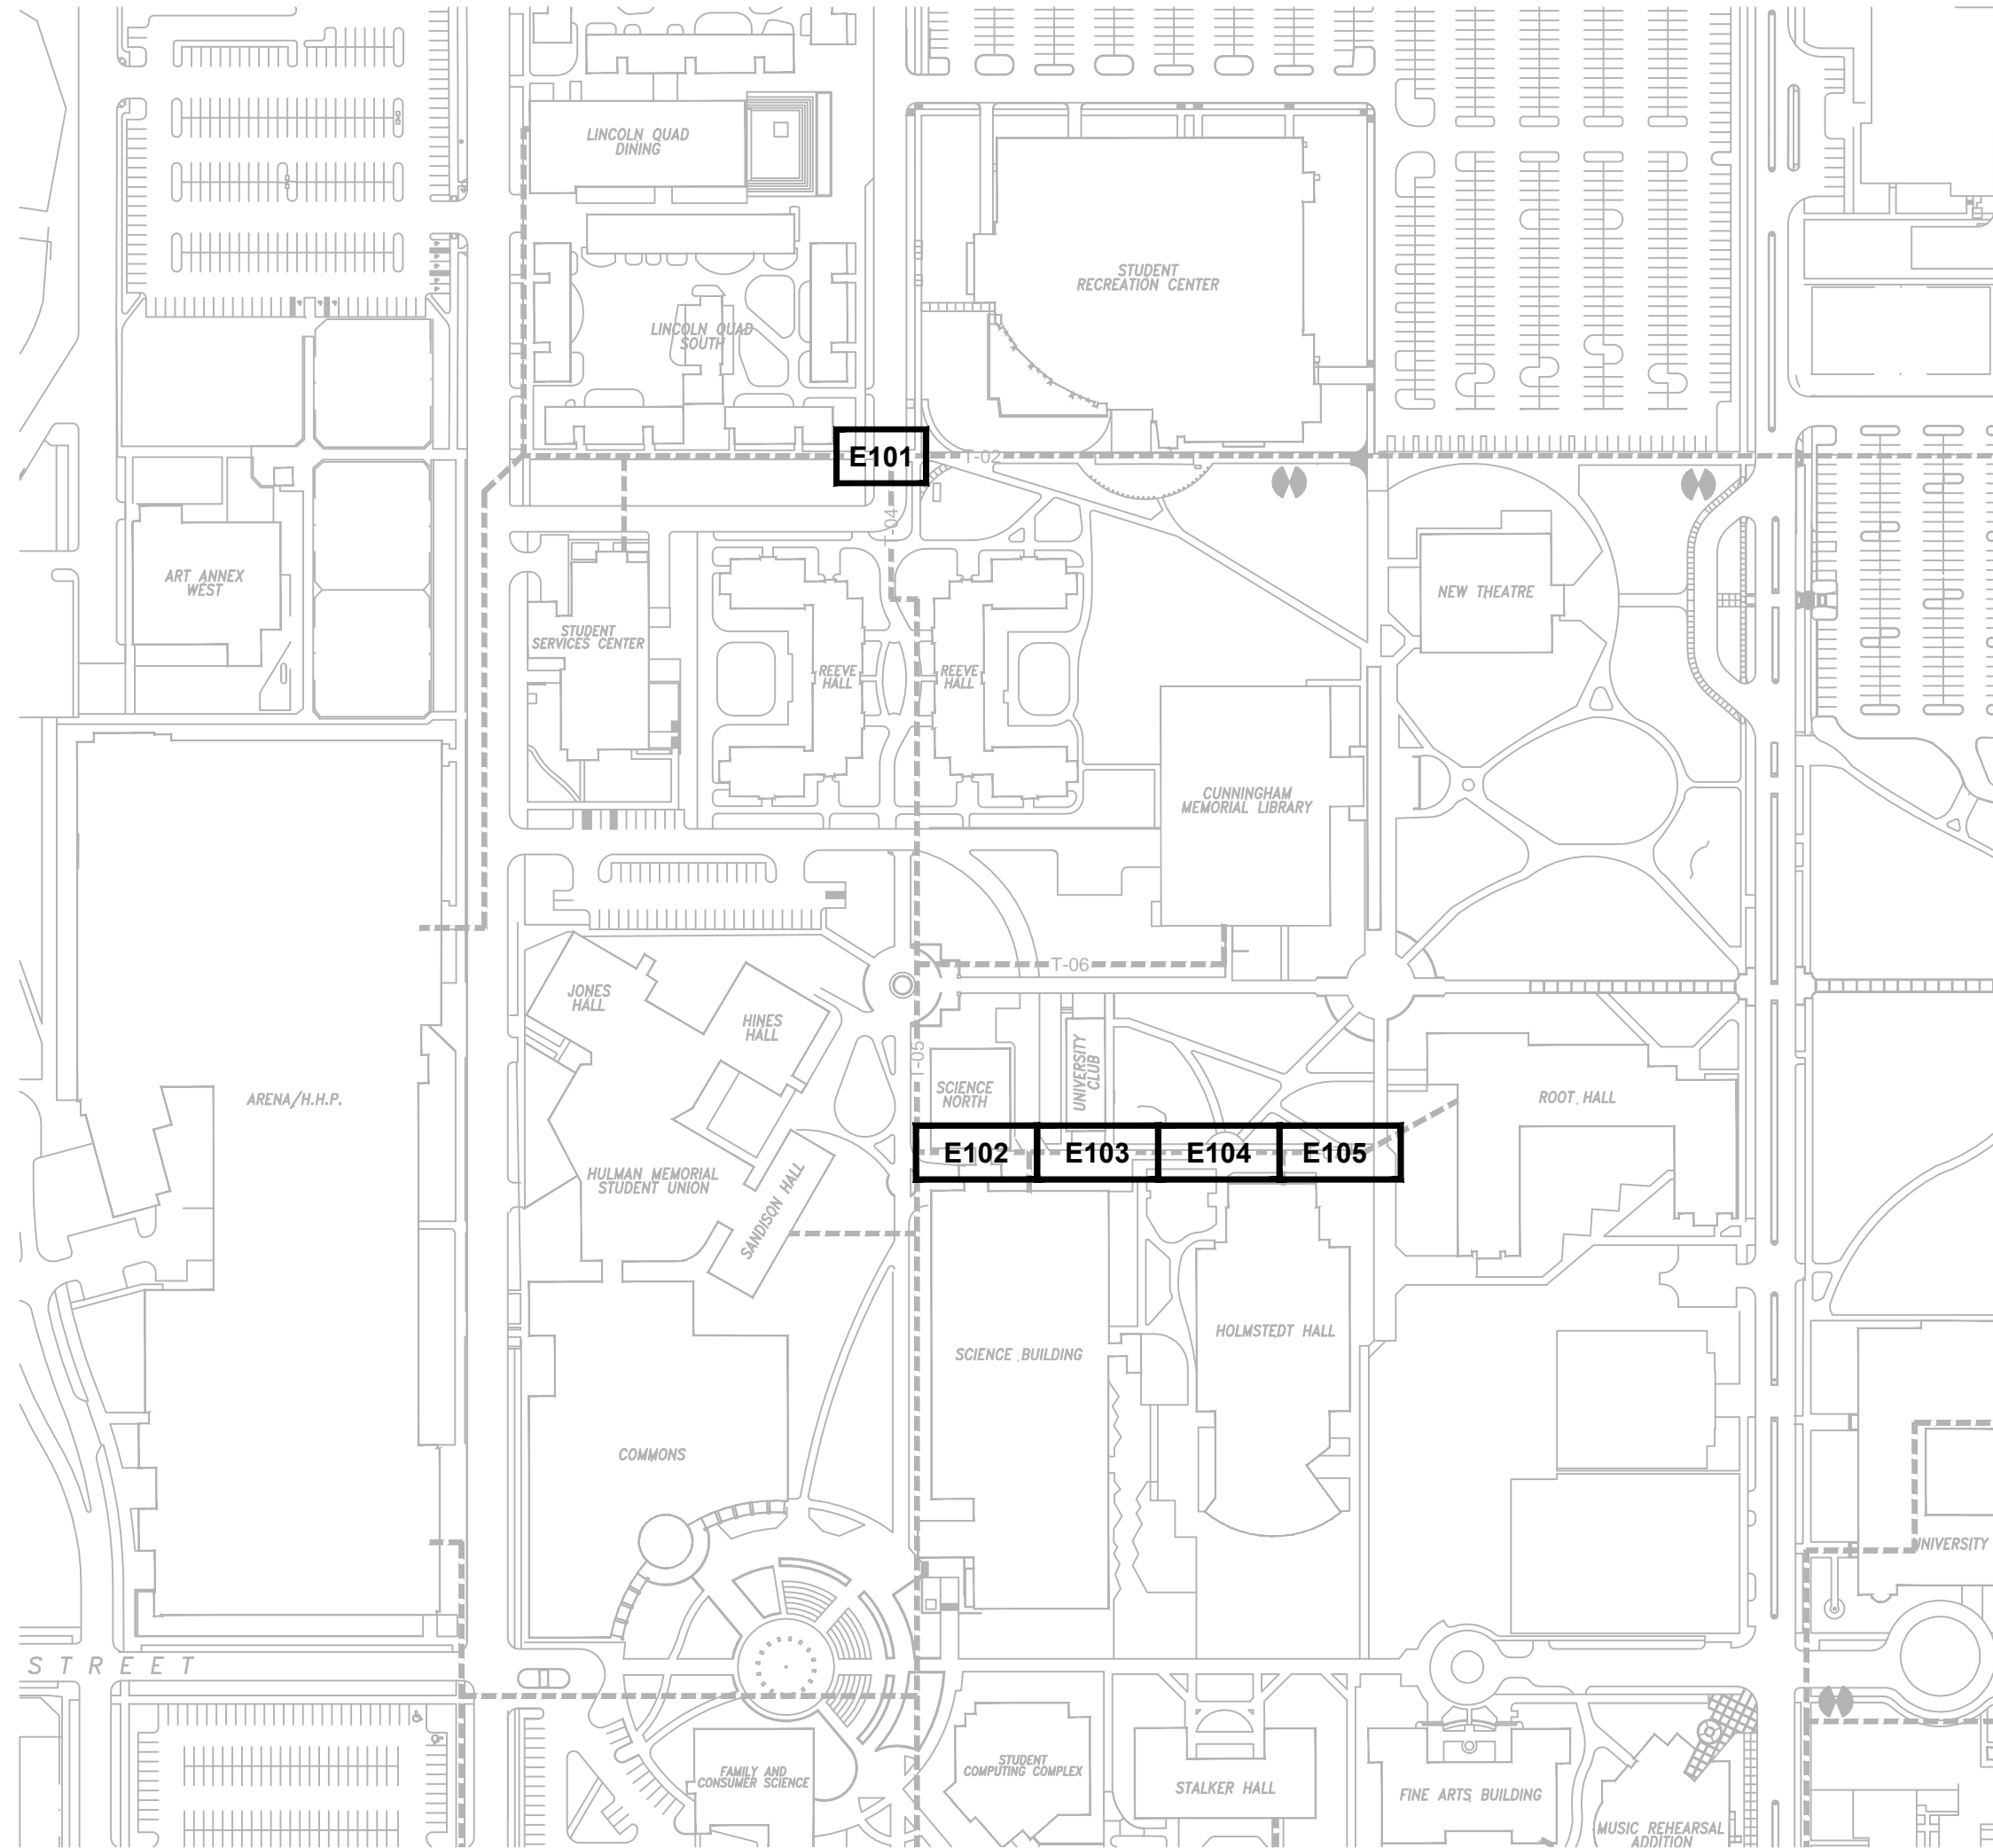 LINCOLN QUAD
DINING
STUDENT
RECREATION CENTER
LINCOLN QUAD
SOUTH
E101
T-02
T-04
ART ANNEX
WEST
NEW THEATRE
STUDENT
SERVICES CENTER
REEVE
HALL
REEVE
HALL
CUNNINGHAM
MEMORIAL LIBRARY
T-06
JONES
HALL
HINES
HALL
T-05
UNIVERSITY
CLUB
SCIENCE
NORTH
ARENA/H.H.P.
ROOT HALL
E102
E103
E104
E105
HULMAN MEMORIAL
STUDENT UNION
SANDISON HALL
HOLMSTEDT HALL
SCIENCE BUILDING
COMMONS
UNIVERSITY
STREET
FAMILY AND
CONSUMER SCIENCE
STUDENT
COMPUTING COMPLEX
STALKER HALL
FINE ARTS BUILDING
MUSIC REHEARSAL
ADDITION